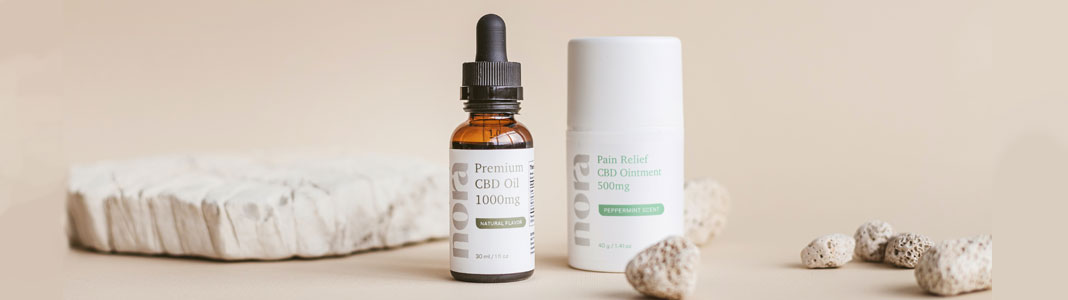 nora
Premium
CBD Oil
1000mg
NATURAL FLAVOR
30 ml / 1 fl oz
nora
Pain Relief
CBD Ointment
500mg
PEPPERMINT SCENT
40 g / 1.41 oz